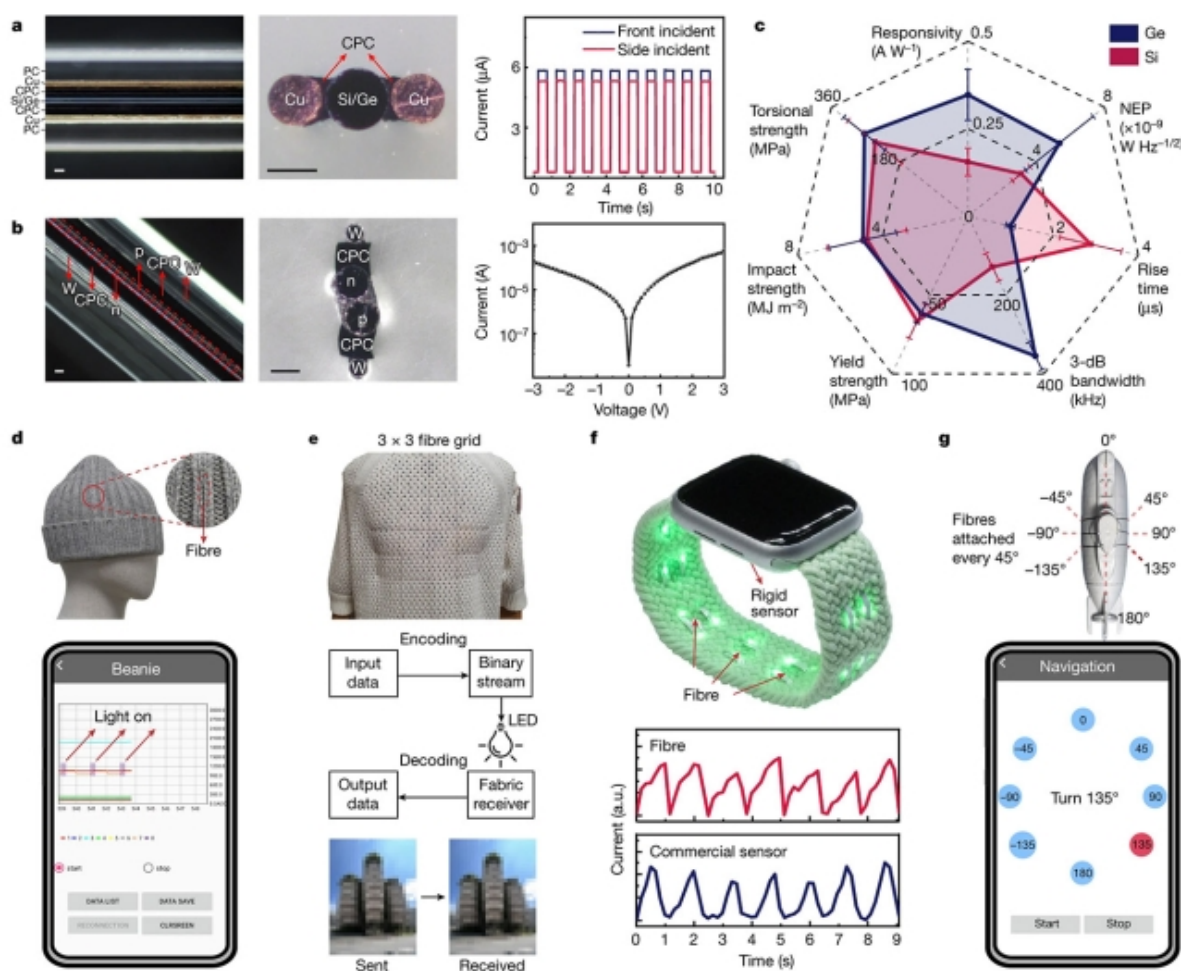 a
PC
Cu
CPC
Si/Ge
CPC
Cu
PC
CPC
Cu
Si/Ge
Cu
Front incident
Side incident
Current (μA)
6
3
0 2 4 6 8 10
Time (s)
b
W
CPC
n
p
CPC
W
W
CPC
n
p
CPC
W
Current (A)
10⁻³
10⁻⁵
10⁻⁷
−3 −2 −1 0 1 2 3
Voltage (V)
c
Ge
Si
Responsivity
(A W⁻¹)
0.5
0.25
8
NEP
(×10⁻⁹
W Hz⁻¹/²)
4
4
Rise
time
(μs)
2
400
3-dB
bandwidth
(kHz)
200
100
Yield
strength
(MPa)
50
8
Impact
strength
(MJ m⁻²)
4
360
Torsional
strength
(MPa)
180
0
d
Fibre
Beanie
Light on
start
stop
DATA LIST
DATA SAVE
RECONNECTION
CLRSREEN
e
3 × 3 fibre grid
Encoding
Input
data
Binary
stream
LED
Decoding
Output
data
Fabric
receiver
Sent
Received
f
Rigid
sensor
Fibre
Fibre
Commercial sensor
Current (a.u.)
0 1 2 3 4 5 6 7 8 9
Time (s)
g
0°
−45°
45°
Fibres
attached
every 45°
−90°
90°
−135°
135°
180°
Navigation
0
−45
45
−90
Turn 135°
90
−135
135
180
Start
Stop